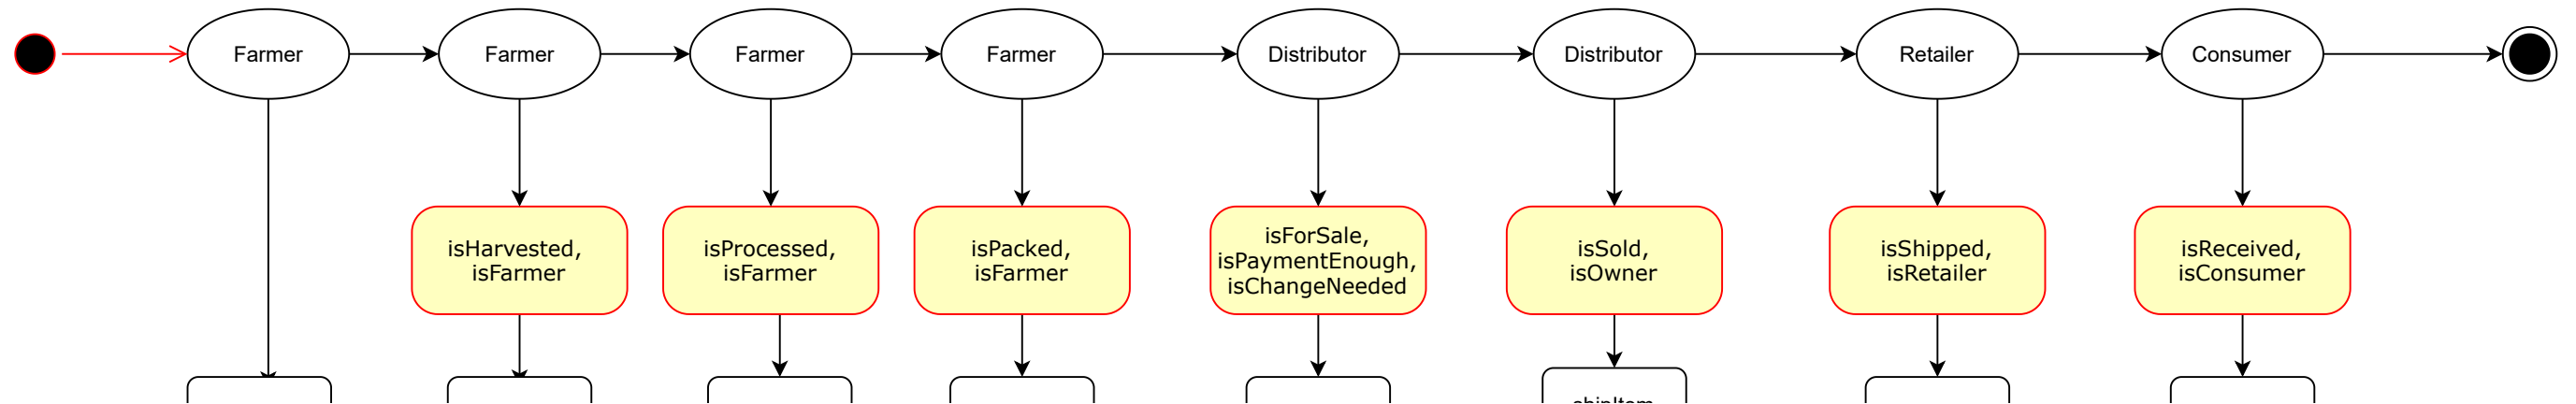 Farmer
Farmer
Farmer
Farmer
Distributor
Distributor
Retailer
Consumer
isHarvested,
isFarmer
isProcessed,
isFarmer
isPacked,
isFarmer
isForSale,
isPaymentEnough,
isChangeNeeded
isSold,
isOwner
isShipped,
isRetailer
isReceived,
isConsumer
shipItem